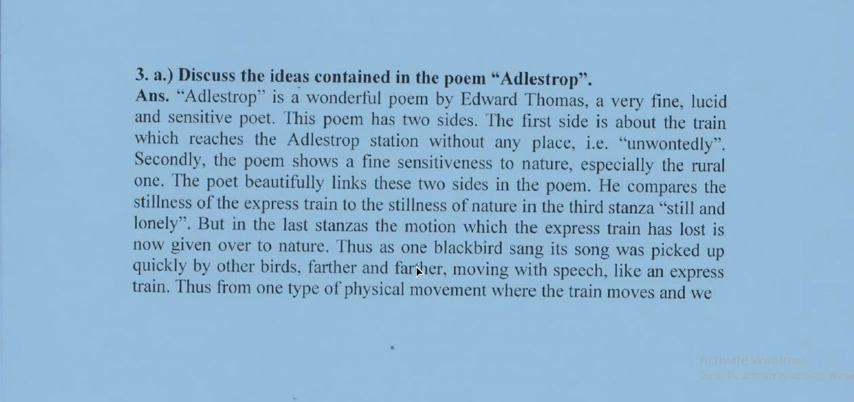 3. a.) Discuss the ideas contained in the poem “Adlestrop”.
Ans. “Adlestrop” is a wonderful poem by Edward Thomas, a very fine, lucid
and sensitive poet. This poem has two sides. The first side is about the train
which reaches the Adlestrop station without any place, i.e. “unwontedly”.
Secondly, the poem shows a fine sensitiveness to nature, especially the rural
one. The poet beautifully links these two sides in the poem. He compares the
stillness of the express train to the stillness of nature in the third stanza “still and
lonely”. But in the last stanzas the motion which the express train has lost is
now given over to nature. Thus as one blackbird sang its song was picked up
quickly by other birds, farther and farther, moving with speech, like an express
train. Thus from one type of physical movement where the train moves and we
Activate Windows